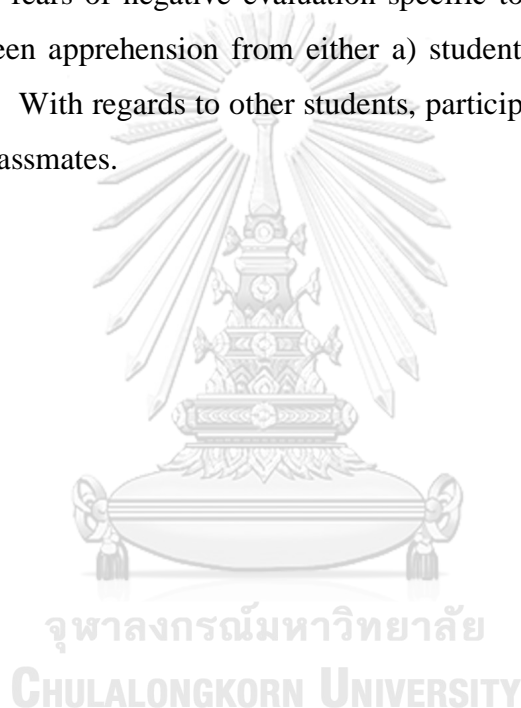 fears of negative evaluation specific to
een apprehension from either a) student
With regards to other students, particip
assmates.
จุฬาลงกรณ์มหาวิทยาลัย
CHULALONGKORN UNIVERSITY